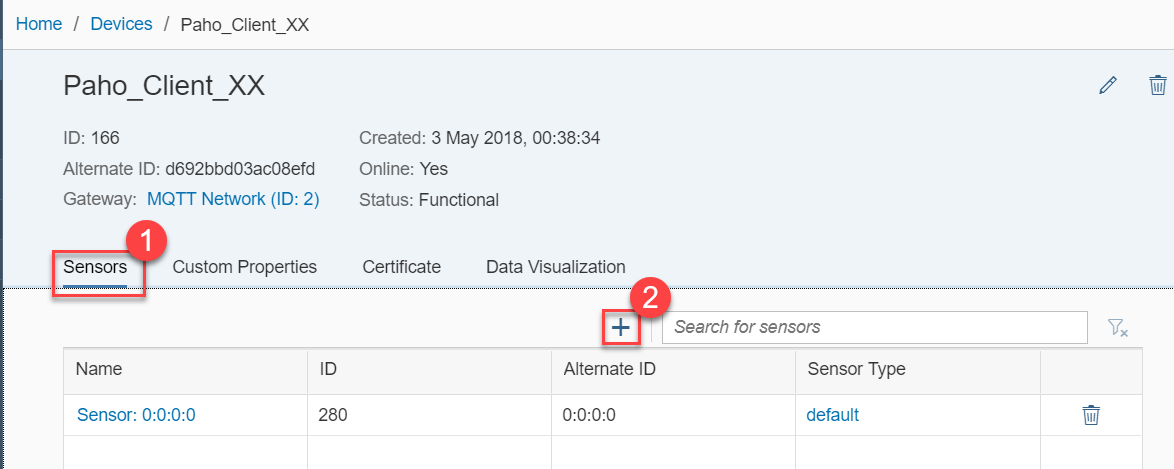 Home / Devices / Paho_Client_XX
Paho_Client_XX
ID: 166
Created: 3 May 2018, 00:38:34
Alternate ID: d692bbd03ac08efd
Online: Yes
Gateway: MQTT Network (ID: 2)
Status: Functional
1
Sensors
Custom Properties
Certificate
Data Visualization
2
+
Search for sensors
Name ID Alternate ID Sensor Type
Sensor: 0:0:0:0 280 0:0:0:0 default